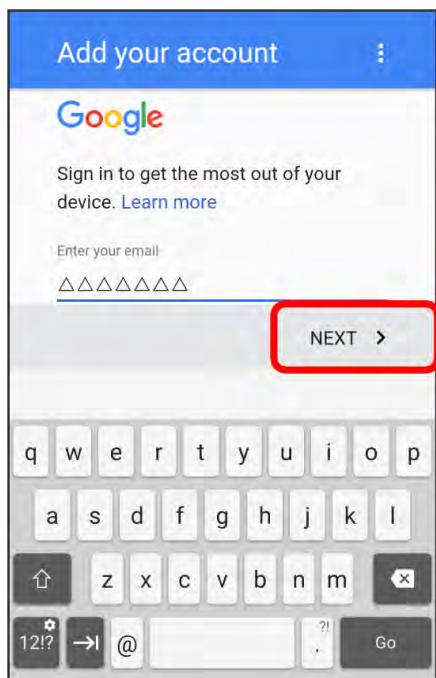 Add your account
Google
Sign in to get the most out of your
device. Learn more
Enter your email
△△△△△△△
NEXT >
q w e r t y u i o p
a s d f g h j k l
z x c v b n m
12!? @ . ?! Go